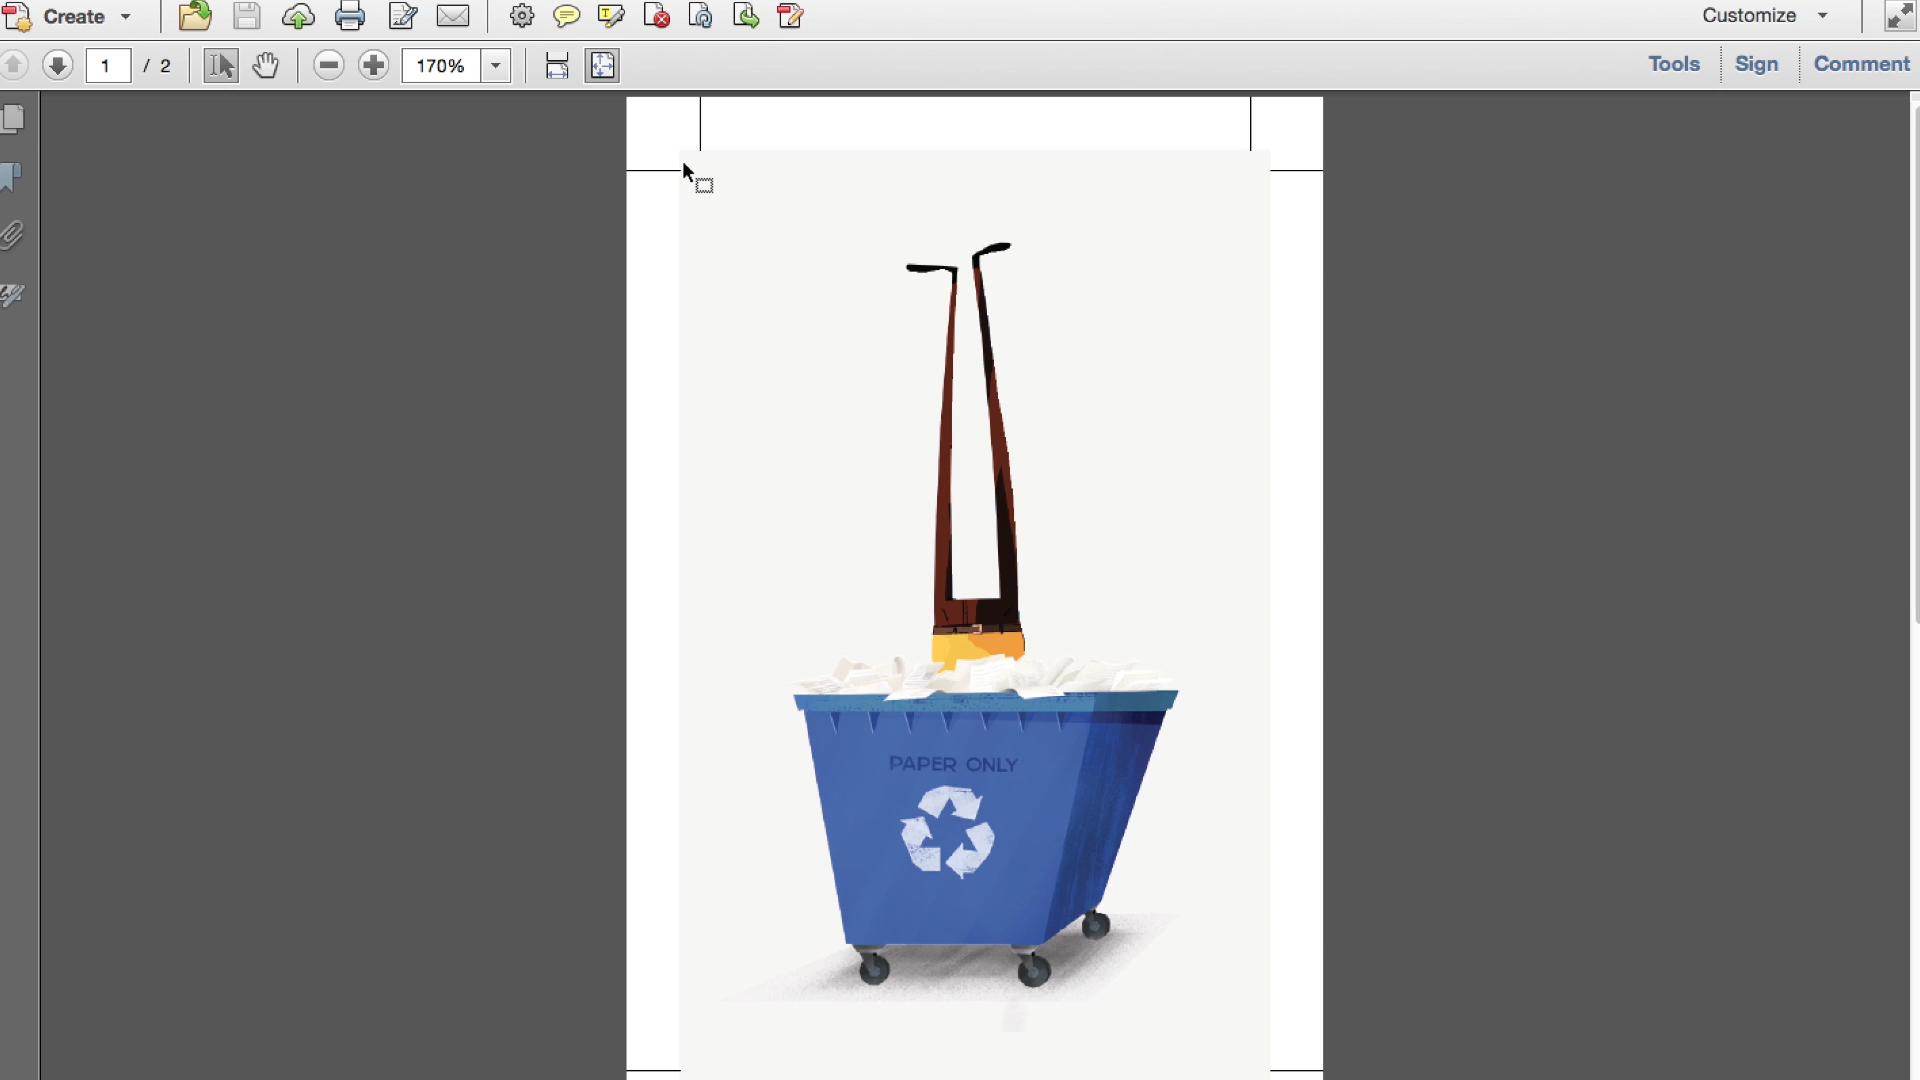 Create
Customize
1 / 2
170%
Tools
Sign
Comment
PAPER ONLY